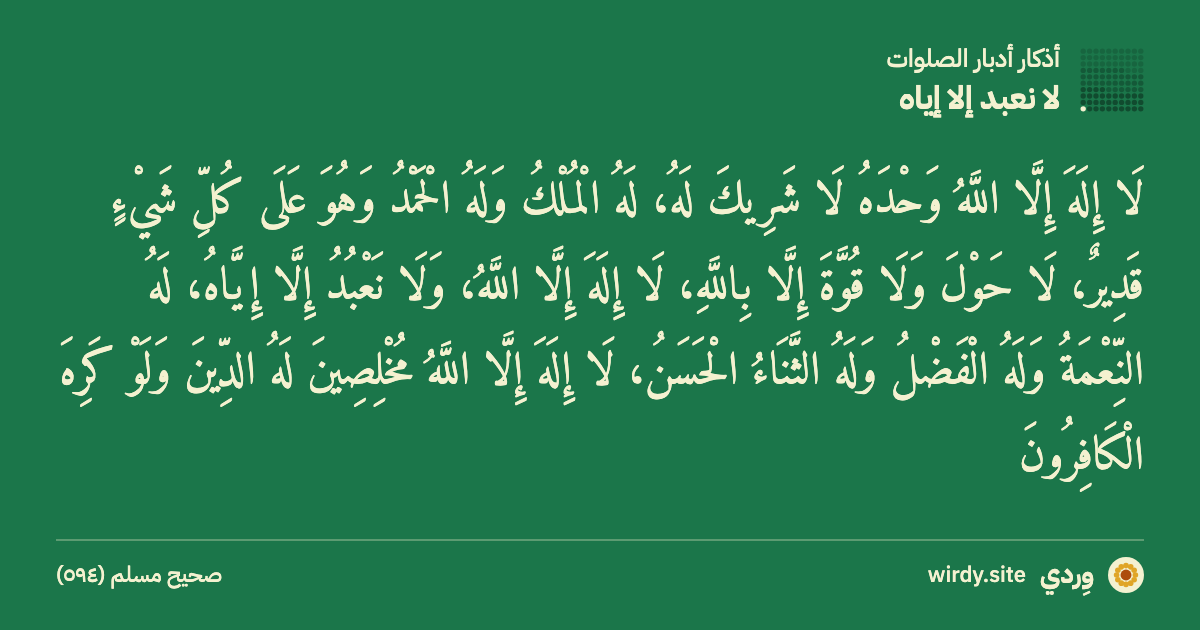 أذكار أدبار الصلوات
لا نعبد إلا إياه
لَا إِلَهَ إِلَّا اللَّهُ وَحْدَهُ لَا شَرِيكَ لَهُ، لَهُ الْمُلْكُ وَلَهُ الْحَمْدُ وَهُوَ عَلَى كُلِّ شَيْءٍ
قَدِيرٌ، لَا حَوْلَ وَلَا قُوَّةَ إِلَّا بِاللَّهِ، لَا إِلَهَ إِلَّا اللَّهُ، وَلَا نَعْبُدُ إِلَّا إِيَّاهُ، لَهُ
النِّعْمَةُ وَلَهُ الْفَضْلُ وَلَهُ الثَّنَاءُ الْحَسَنُ، لَا إِلَهَ إِلَّا اللَّهُ مُخْلِصِينَ لَهُ الدِّينَ وَلَوْ كَرِهَ
الْكَافِرُونَ
وِردي wirdy.site
صحيح مسلم (٥٩٤)